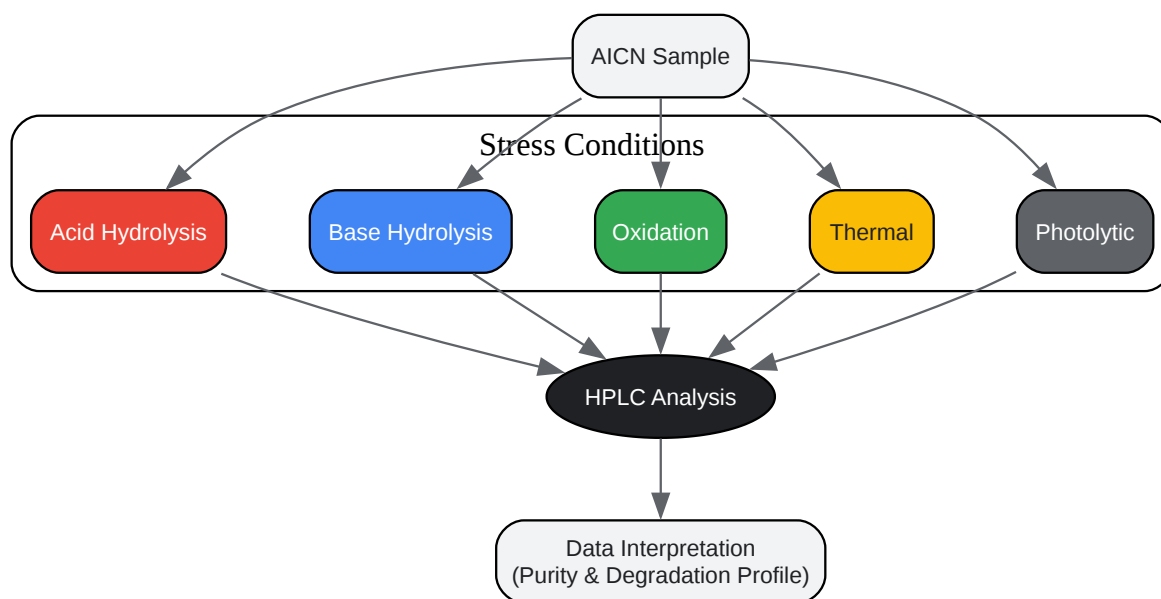 AICN Sample
Stress Conditions
Acid Hydrolysis
Base Hydrolysis
Oxidation
Thermal
Photolytic
HPLC Analysis
Data Interpretation
(Purity & Degradation Profile)